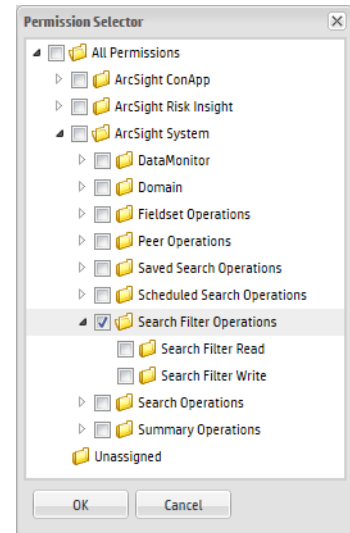 Permission Selector
All Permissions
ArcSight ConApp
ArcSight Risk Insight
ArcSight System
DataMonitor
Domain
Fieldset Operations
Peer Operations
Saved Search Operations
Scheduled Search Operations
Search Filter Operations
Search Filter Read
Search Filter Write
Search Operations
Summary Operations
Unassigned
OK Cancel